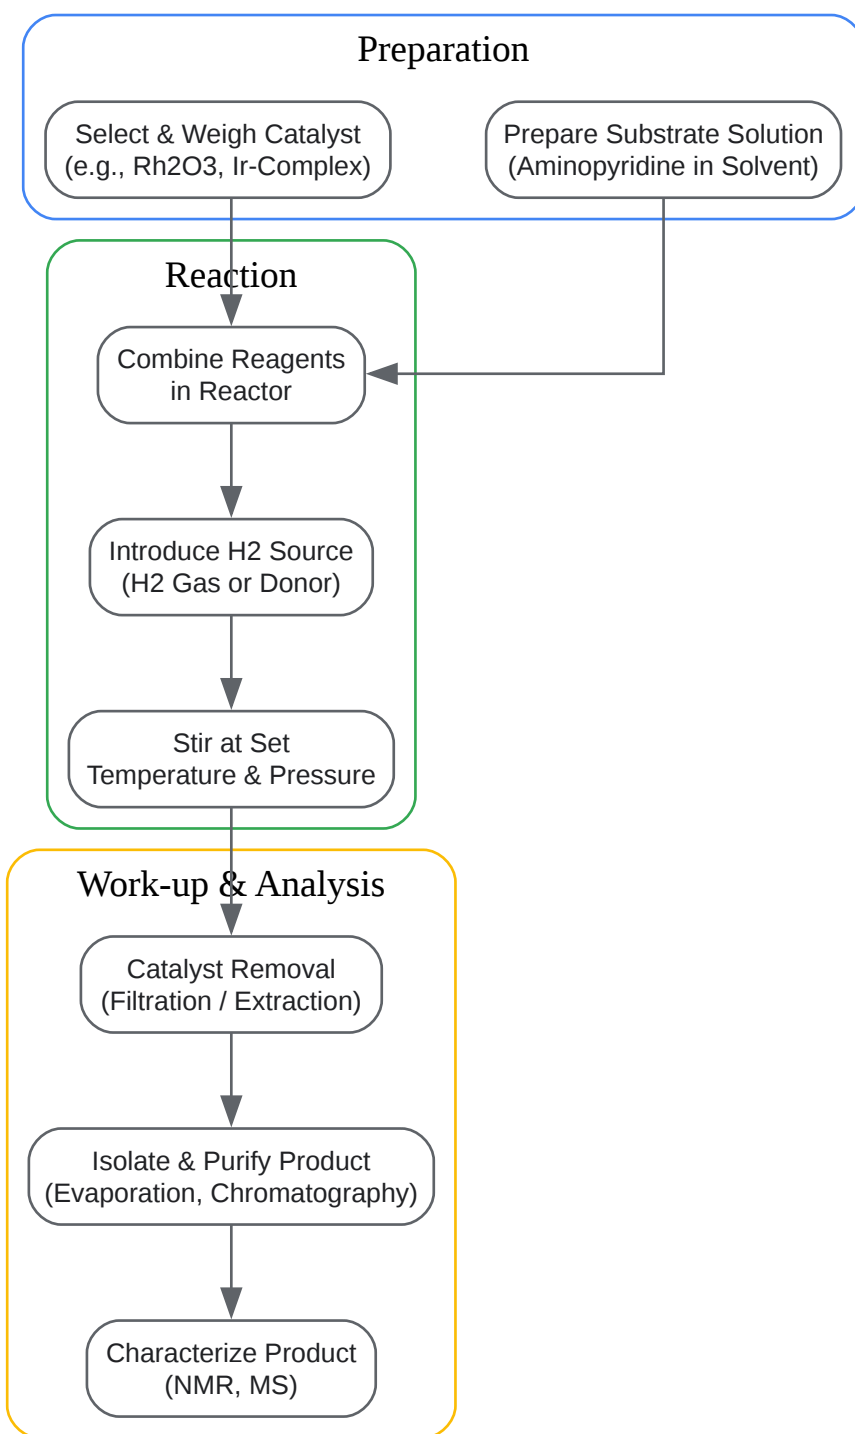 Preparation
Select & Weigh Catalyst
(e.g., Rh2O3, Ir-Complex)
Prepare Substrate Solution
(Aminopyridine in Solvent)
Reaction
Combine Reagents
in Reactor
Introduce H2 Source
(H2 Gas or Donor)
Stir at Set
Temperature & Pressure
Work-up & Analysis
Catalyst Removal
(Filtration / Extraction)
Isolate & Purify Product
(Evaporation, Chromatography)
Characterize Product
(NMR, MS)